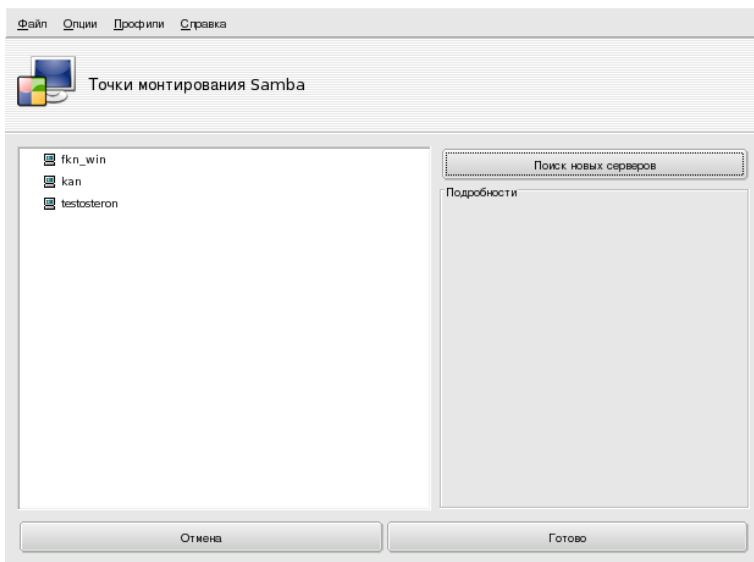 Файл Опции Профили Справка
Точки монтирования Samba
fkn_win
kan
testosteron
Поиск новых серверов
Подробности
Отмена
Готово